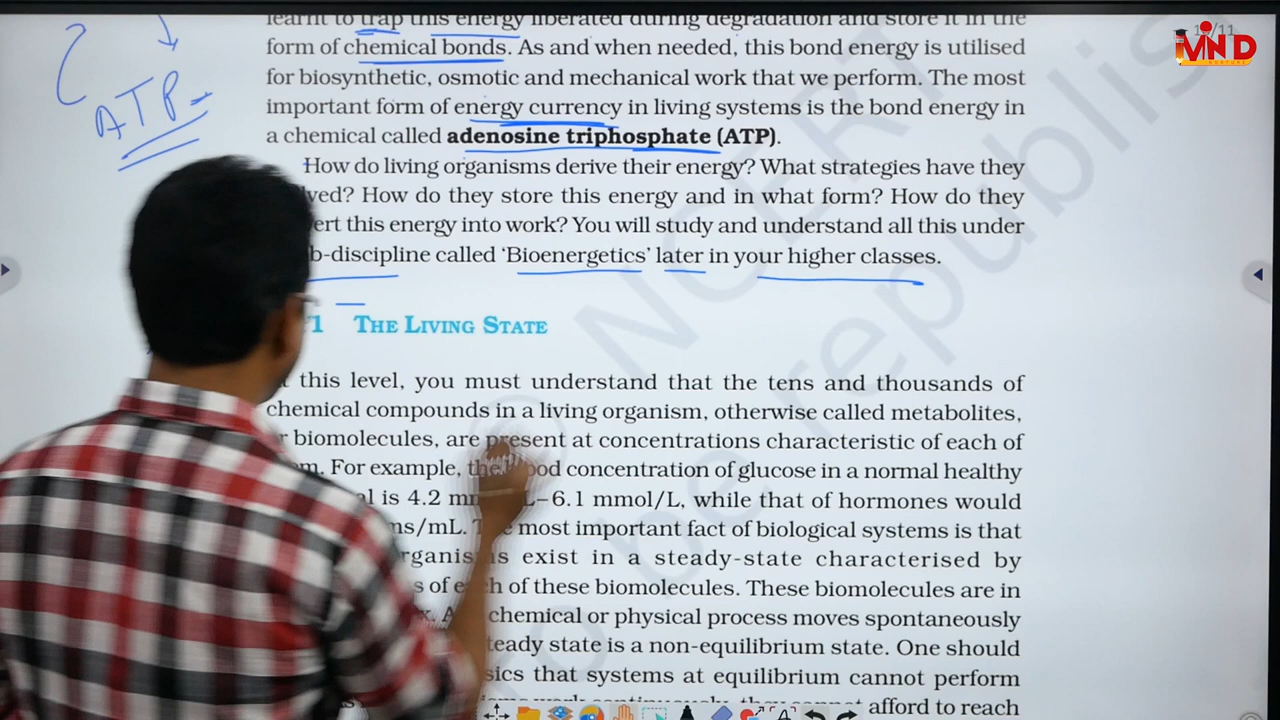 learnt to trap this energy liberated during degradation and store it in the
form of chemical bonds. As and when needed, this bond energy is utilised
for biosynthetic, osmotic and mechanical work that we perform. The most
important form of energy currency in living systems is the bond energy in
a chemical called adenosine triphosphate (ATP).
ATP
How do living organisms derive their energy? What strategies have they
How do they store this energy and in what form? How do they
this energy into work? You will study and understand all this under
called ‘Bioenergetics’ later in your higher classes.
THE LIVING STATE
this level, you must understand that the tens and thousands of
chemical compounds in a living organism, otherwise called metabolites,
biomolecules, are present at concentrations characteristic of each of
For example, the blood concentration of glucose in a normal healthy
is 4.2 –6.1 mmol/L, while that of hormones would
most important fact of biological systems is that
exist in a steady-state characterised by
of each of these biomolecules. These biomolecules are in
chemical or physical process moves spontaneously
state is a non-equilibrium state. One should
that systems at equilibrium cannot perform
afford to reach
MIND
© NCERT
to be republis